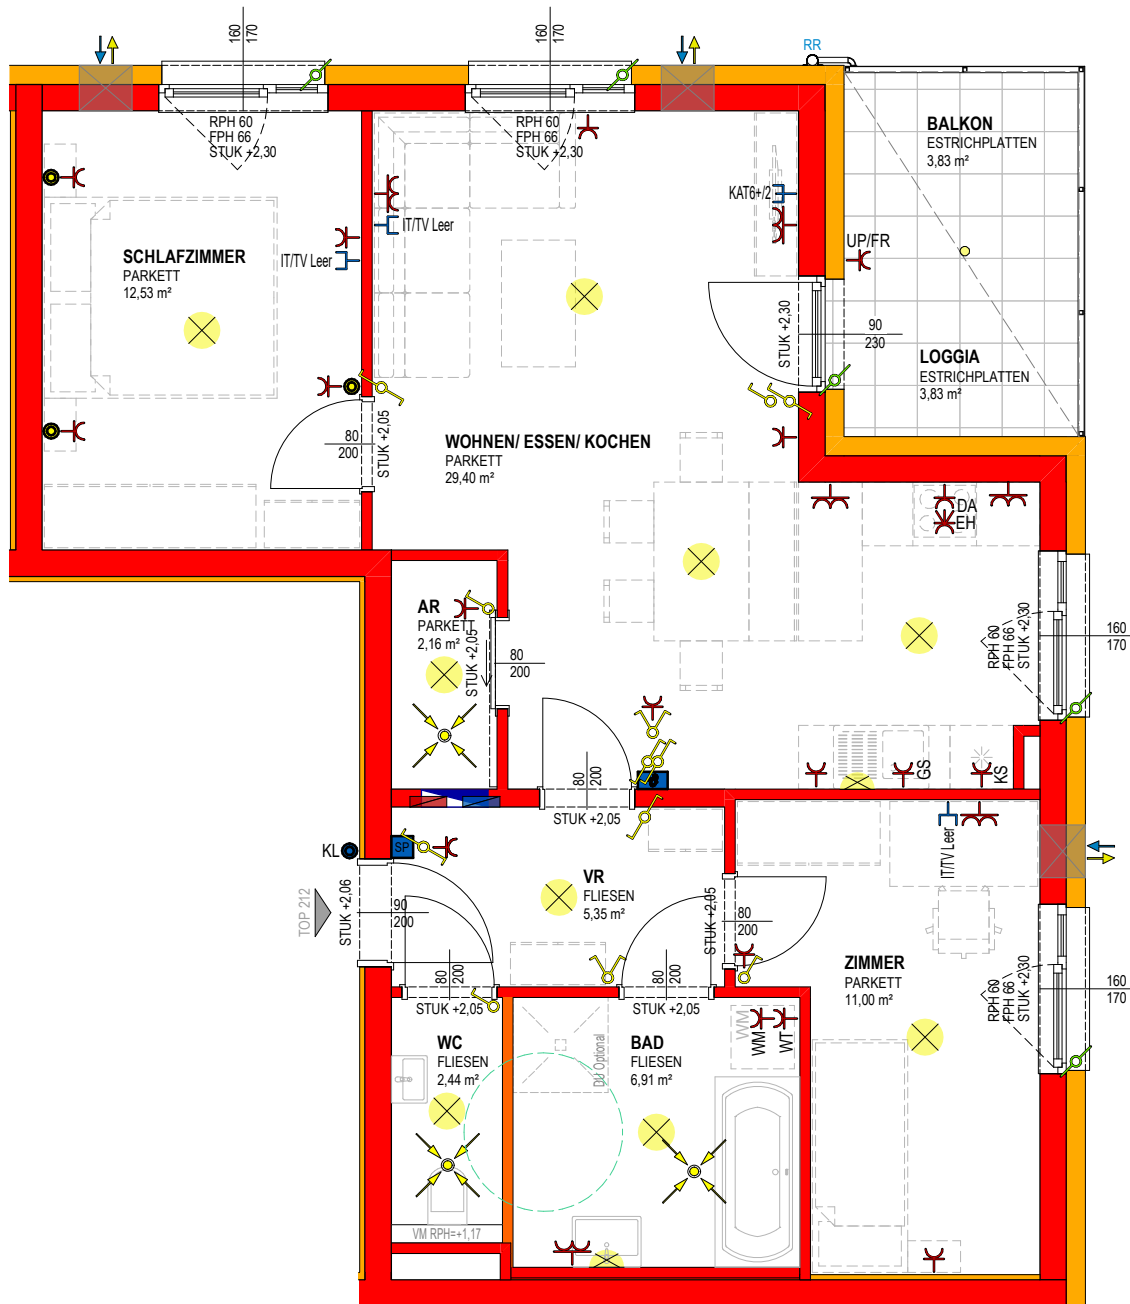 160
170
160
170
RR
RPH 60
FPH 66
STUK +2,30
RPH 60
FPH 66
STUK +2,30
BALKON
ESTRICHPLATTEN
3,83 m²
KAT6+/2
IT/TV Leer
UP/FR
SCHLAFZIMMER
PARKETT
12,53 m²
IT/TV Leer
STUK +2,30
90
230
LOGGIA
ESTRICHPLATTEN
3,83 m²
80
200
STUK +2,05
WOHNEN/ ESSEN/ KOCHEN
PARKETT
29,40 m²
DA
EH
AR
PARKETT
2,16 m²
STUK +2,05
80
200
RPH 60
FPH 66
STUK +2,30
160
170
80
200
GS
KS
STUK +2,05
IT/TV Leer
KL
SP
VR
FLIESEN
5,35 m²
TOP 212
STUK +2,06
90
200
STUK +2,05
80
200
80
200
80
200
ZIMMER
PARKETT
11,00 m²
RPH 60
FPH 66
STUK +2,30
160
170
STUK +2,05
STUK +2,05
WC
FLIESEN
2,44 m²
DU Optional
BAD
FLIESEN
6,91 m²
WM
WM
WT
VM RPH=+1,17